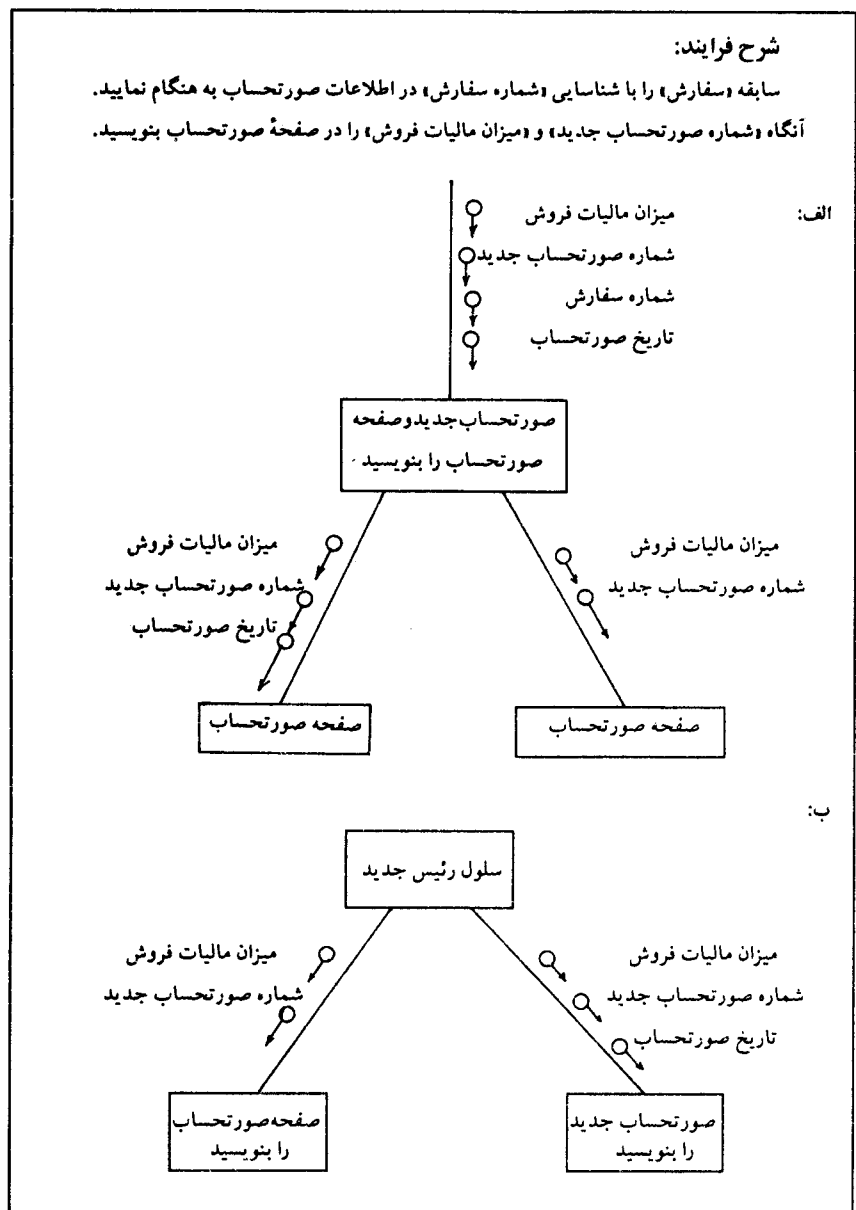 شرح فرایند:
سابقه «سفارش» را با شناسایی «شماره سفارش» در اطلاعات صورتحساب به هنگام نمایید.
آنگاه «شماره صورتحساب جدید» و «میزان مالیات فروش» را در صفحهٔ صورتحساب بنویسید.
الف:
میزان مالیات فروش
شماره صورتحساب جدید
شماره سفارش
تاریخ صورتحساب
صورتحساب جدید و صفحه
صورتحساب را بنویسید
میزان مالیات فروش
شماره صورتحساب جدید
میزان مالیات فروش
شماره صورتحساب جدید
تاریخ صورتحساب
صفحه صورتحساب
صفحه صورتحساب
ب:
سلول رئیس جدید
میزان مالیات فروش
شماره صورتحساب جدید
تاریخ صورتحساب
میزان مالیات فروش
شماره صورتحساب جدید
صورتحساب جدید
را بنویسید
صفحه صورتحساب
را بنویسید